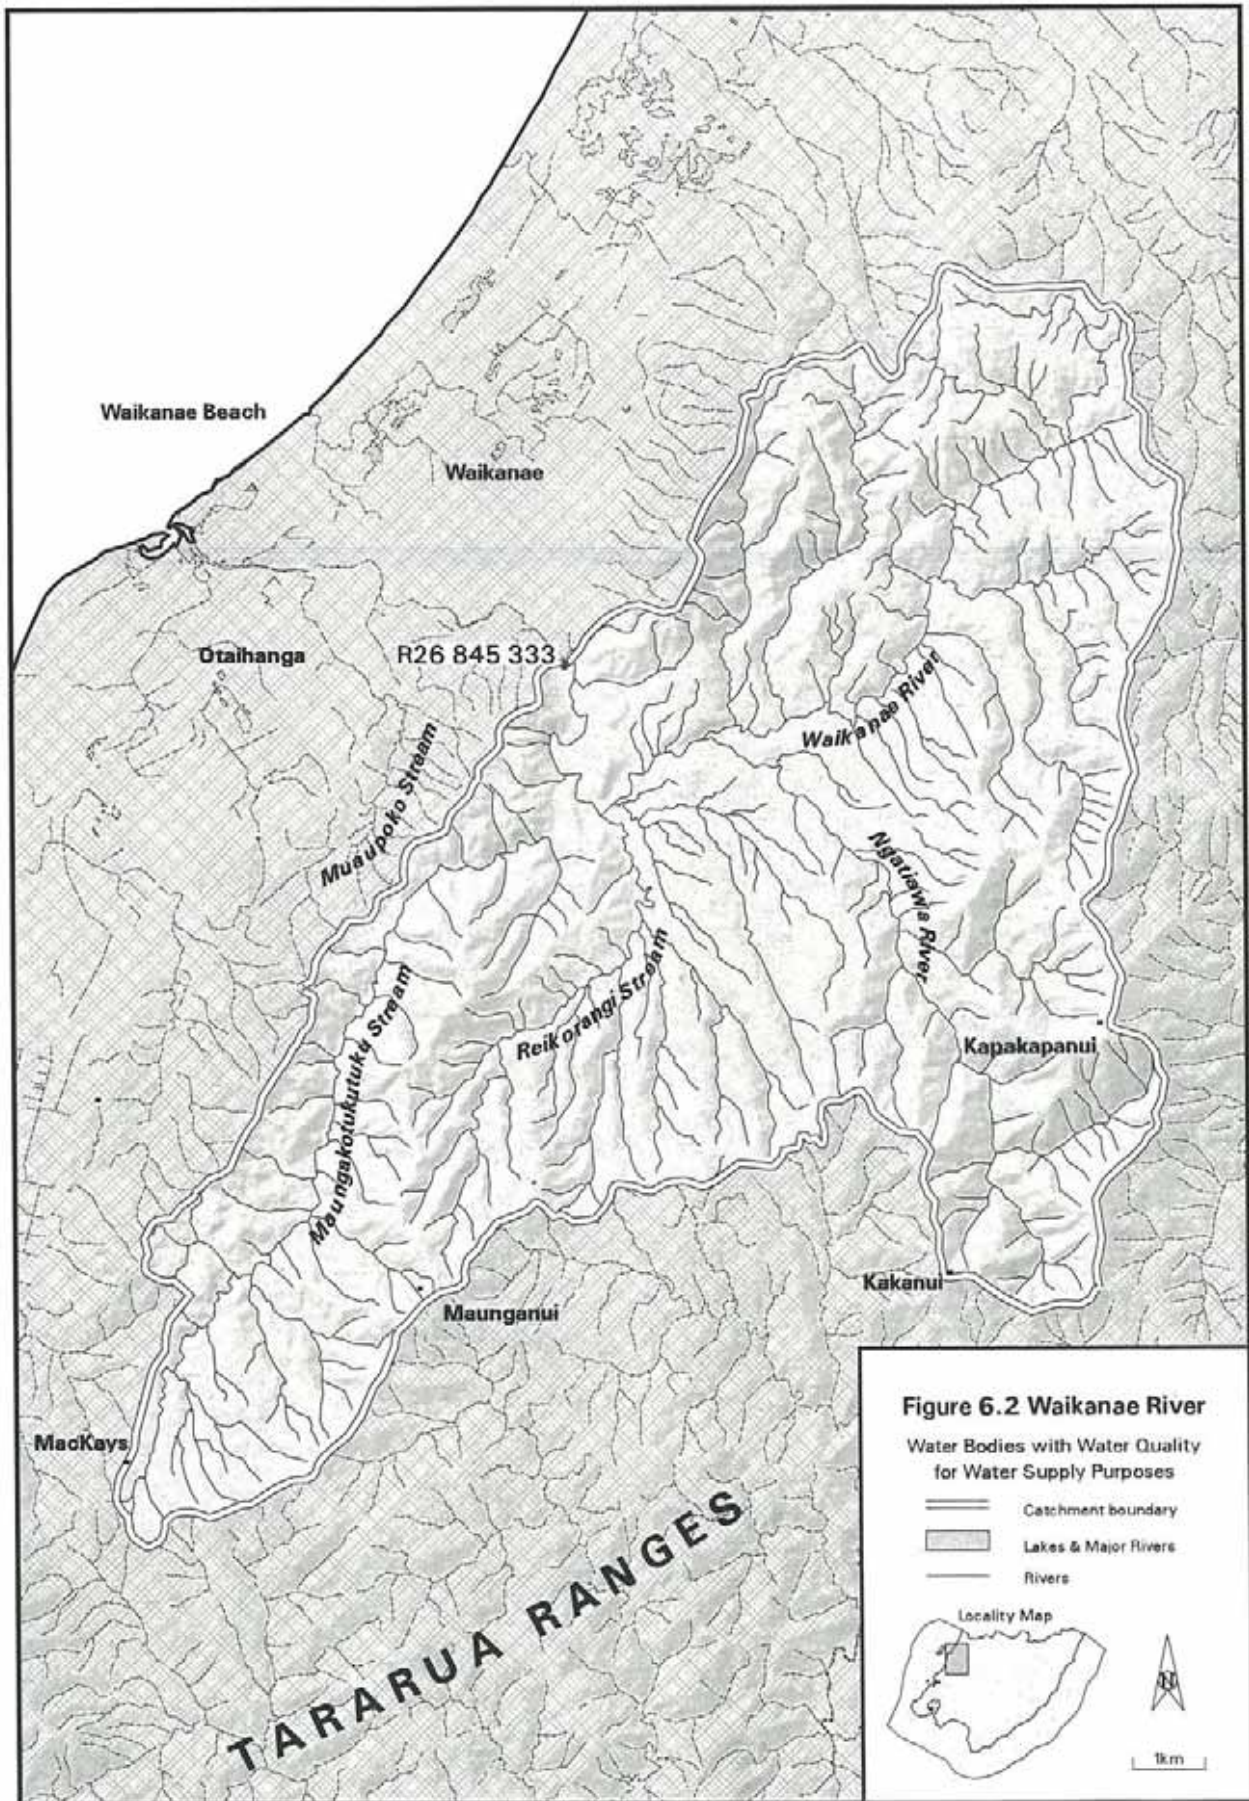 Waikanae Beach
Waikanae
Otaihanga
R26 845 333
Muaupoko Stream
Waikanae River
Ngatiawa River
Maungakotukutuku Stream
Reikorangi Stream
Kapakapanui
Kakanui
Maunganui
MacKays
TARARUA RANGES
Figure 6.2 Waikanae River
Water Bodies with Water Quality
for Water Supply Purposes
Catchment boundary
Lakes & Major Rivers
Rivers
Locality Map
N
1km